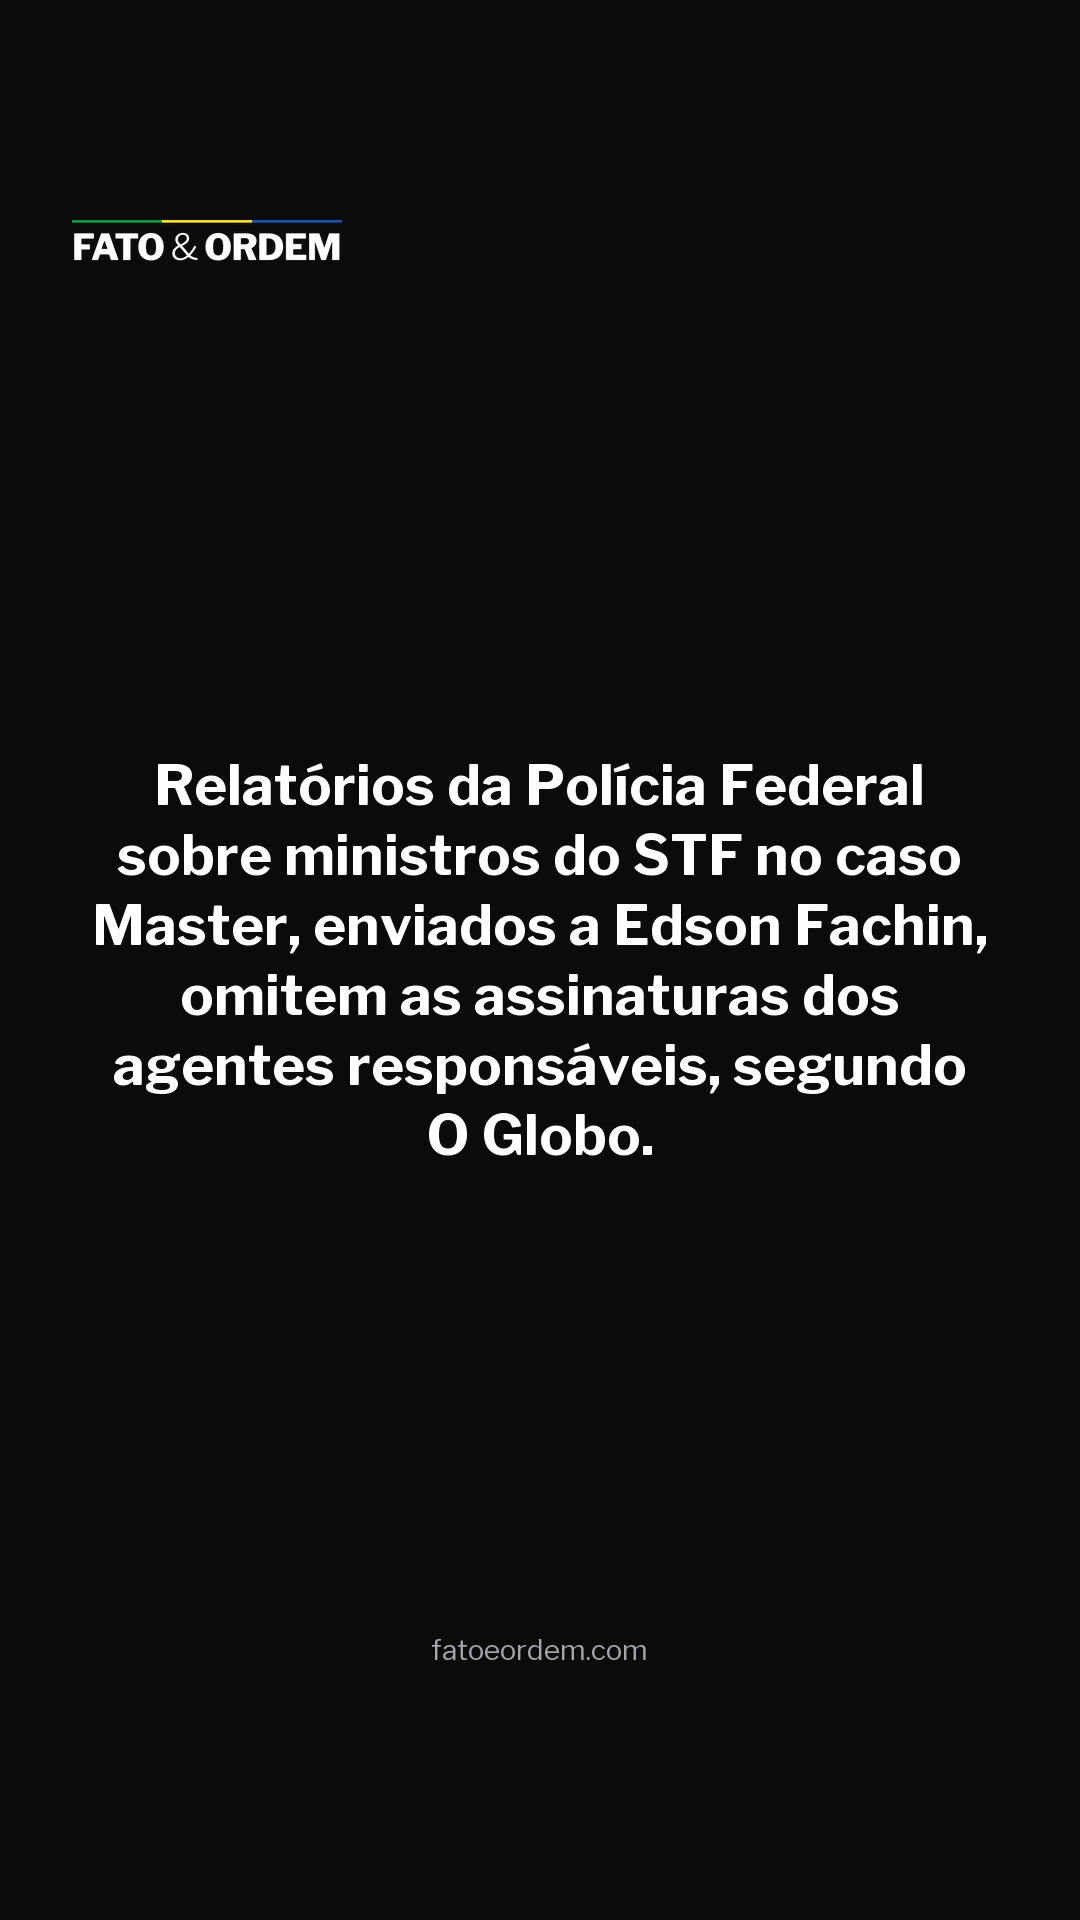 FATO & ORDEM
Relatórios da Polícia Federal
sobre ministros do STF no caso
Master, enviados a Edson Fachin,
omitem as assinaturas dos
agentes responsáveis, segundo
O Globo.
fatoeordem.com